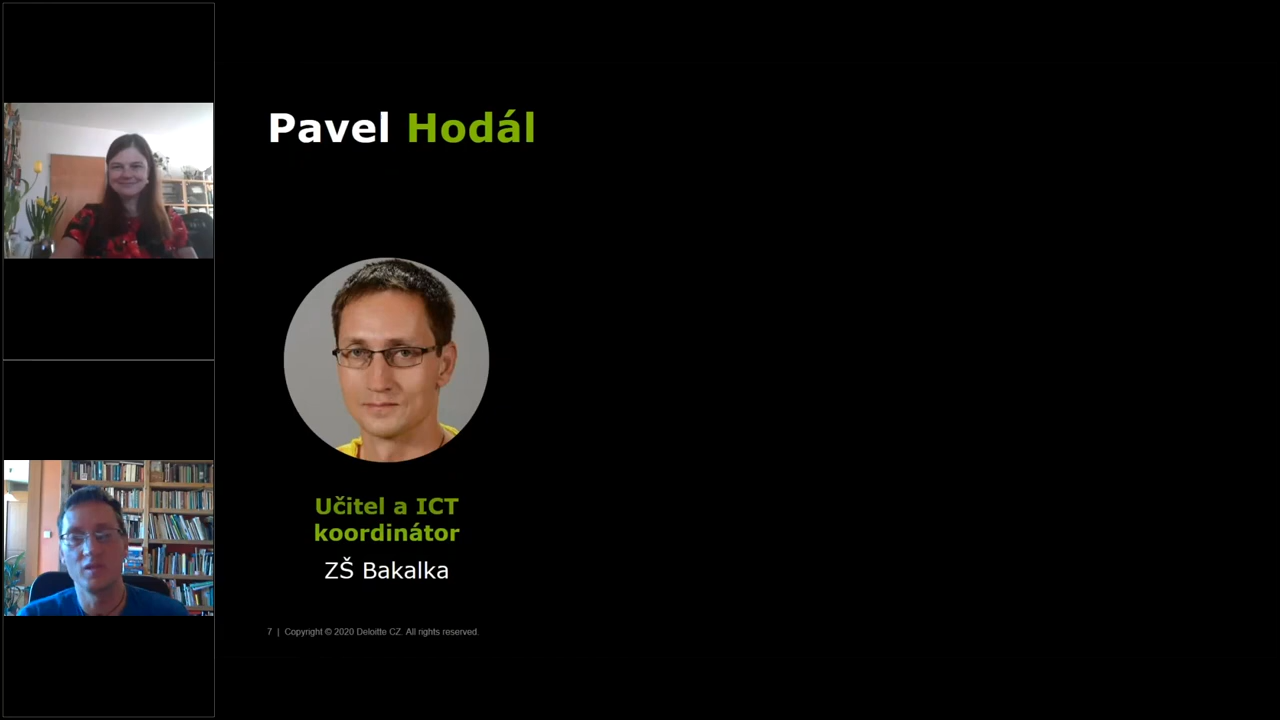 Pavel Hodál
Učitel a ICT
koordinátor
ZŠ Bakalka
7 | Copyright © 2020 Deloitte CZ. All rights reserved.